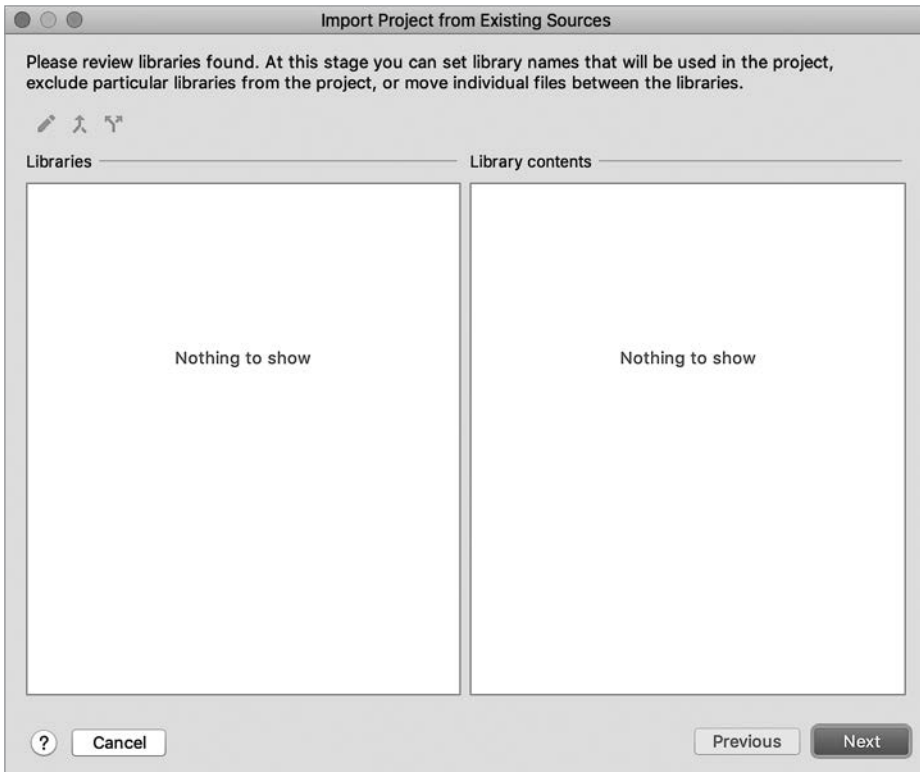 Import Project from Existing Sources
Please review libraries found. At this stage you can set library names that will be used in the project,
exclude particular libraries from the project, or move individual files between the libraries.
Libraries
Library contents
Nothing to show
Nothing to show
?
Cancel
Previous
Next